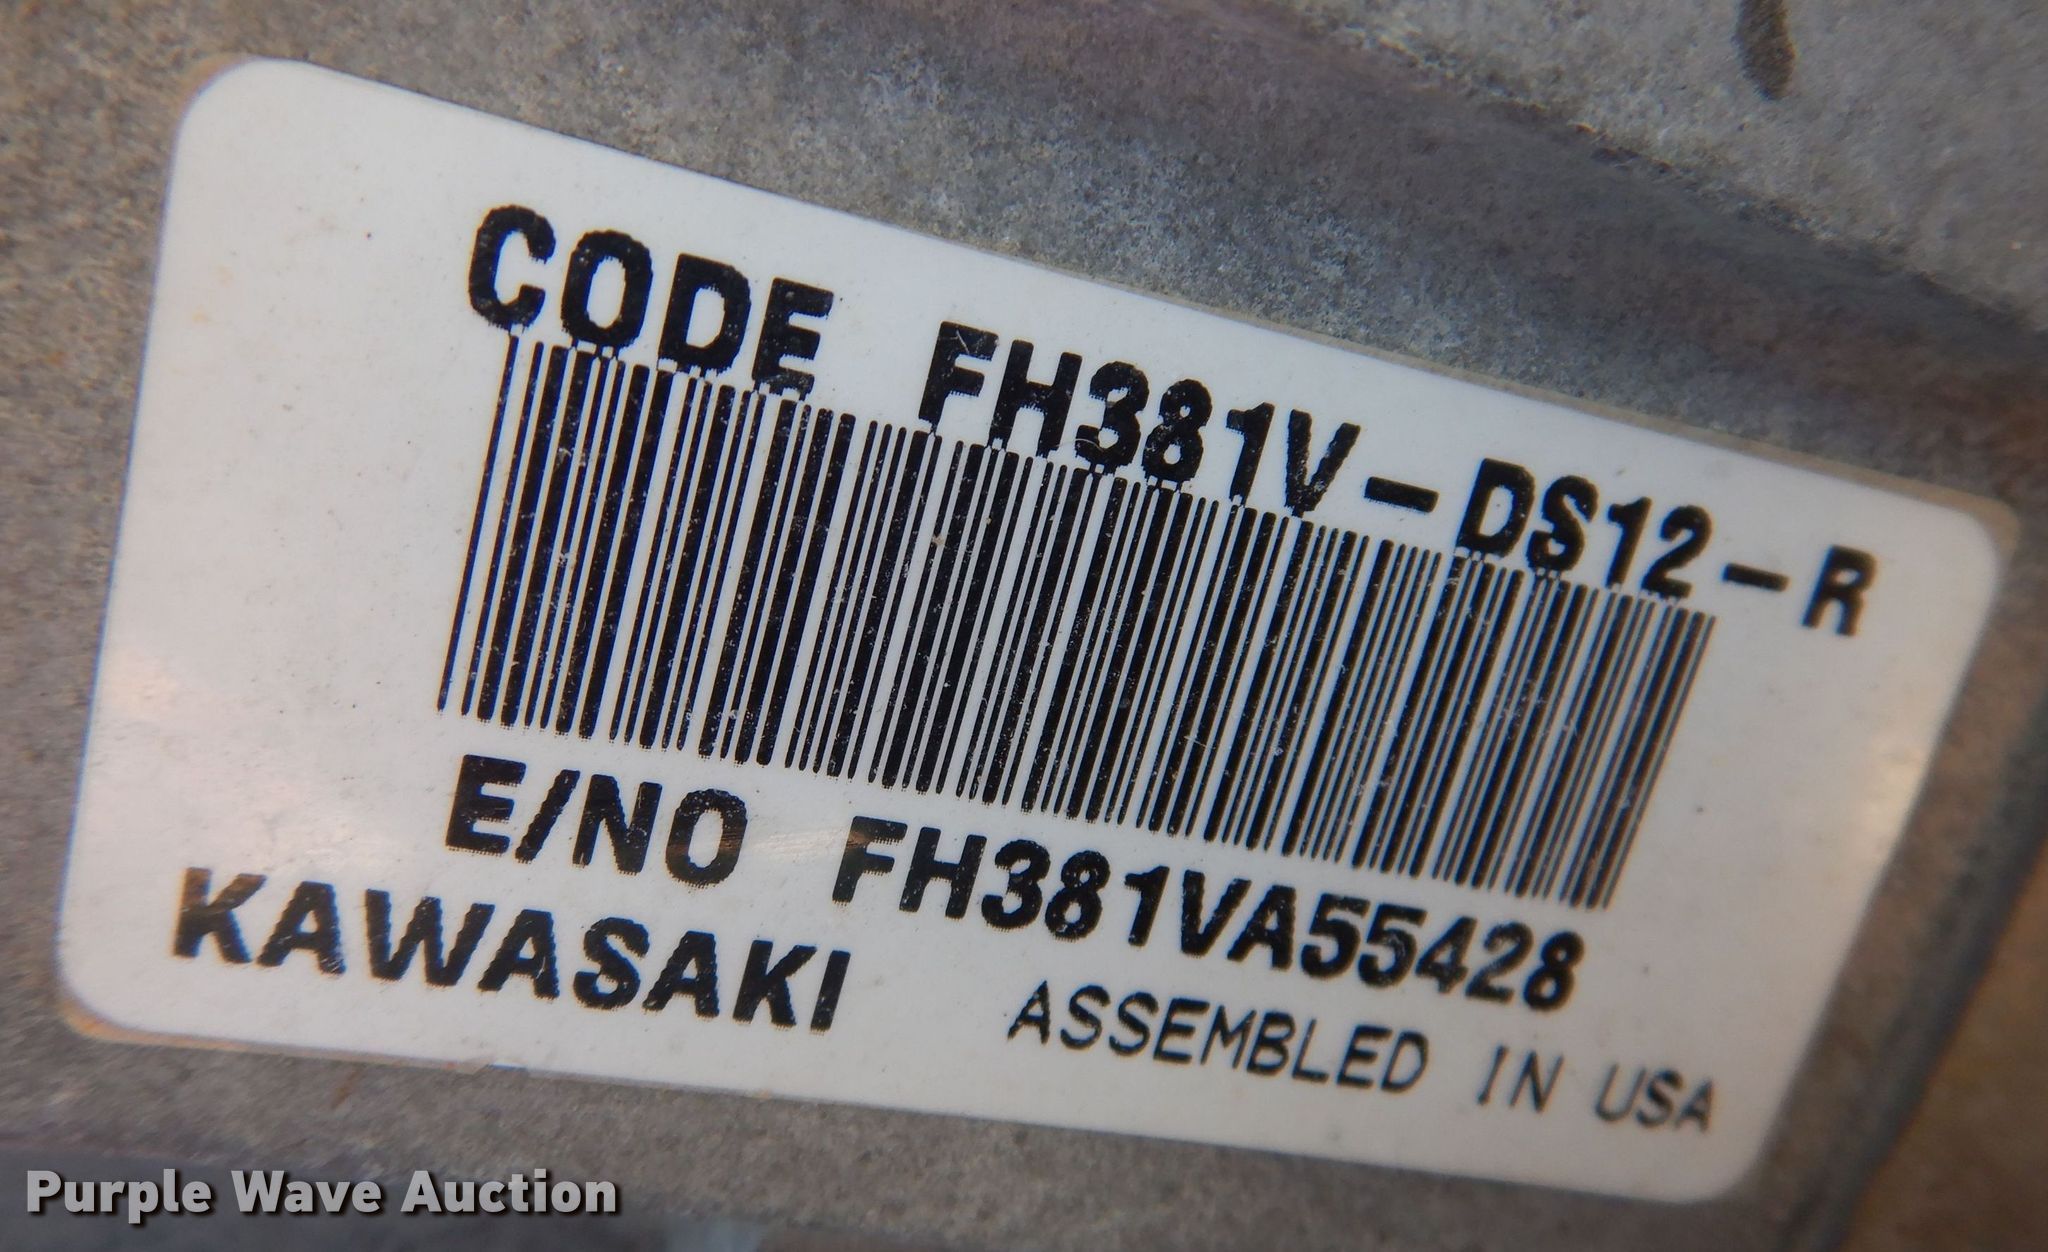 CODE FH381V-DS12-R
E/NO FH381VA55428
KAWASAKI ASSEMBLED IN USA
Purple Wave Auction